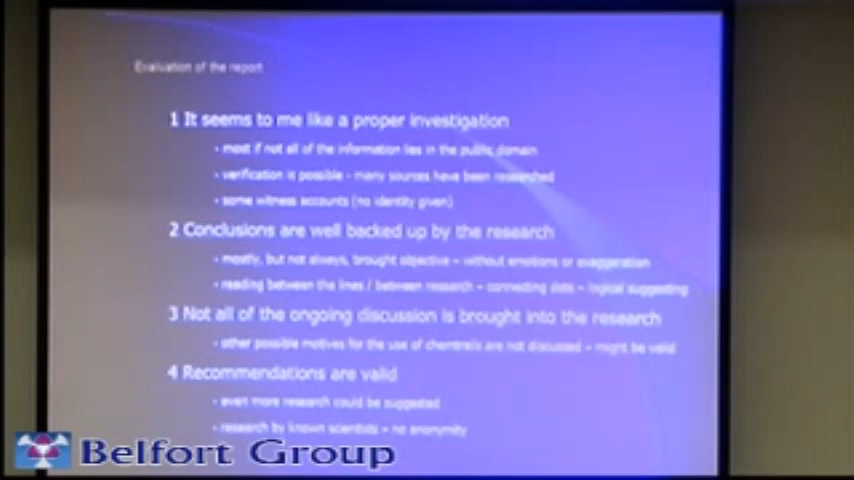 Evaluation of the report
1 It seems to me like a proper investigation
- most if not all of the information lies in the public domain
- verification is possible - many sources have been researched
- some witness accounts (no identity given)
2 Conclusions are well backed up by the research
- mostly, but not always, brought objective – without emotions or exaggeration
- reading between the lines / between research – connecting dots – logical suggesting
3 Not all of the ongoing discussion is brought into the research
- other possible motives for the use of chemtrails are not discussed – might be valid
4 Recommendations are valid
- even more research could be suggested
- research by known scientists – no anonymity
Belfort Group